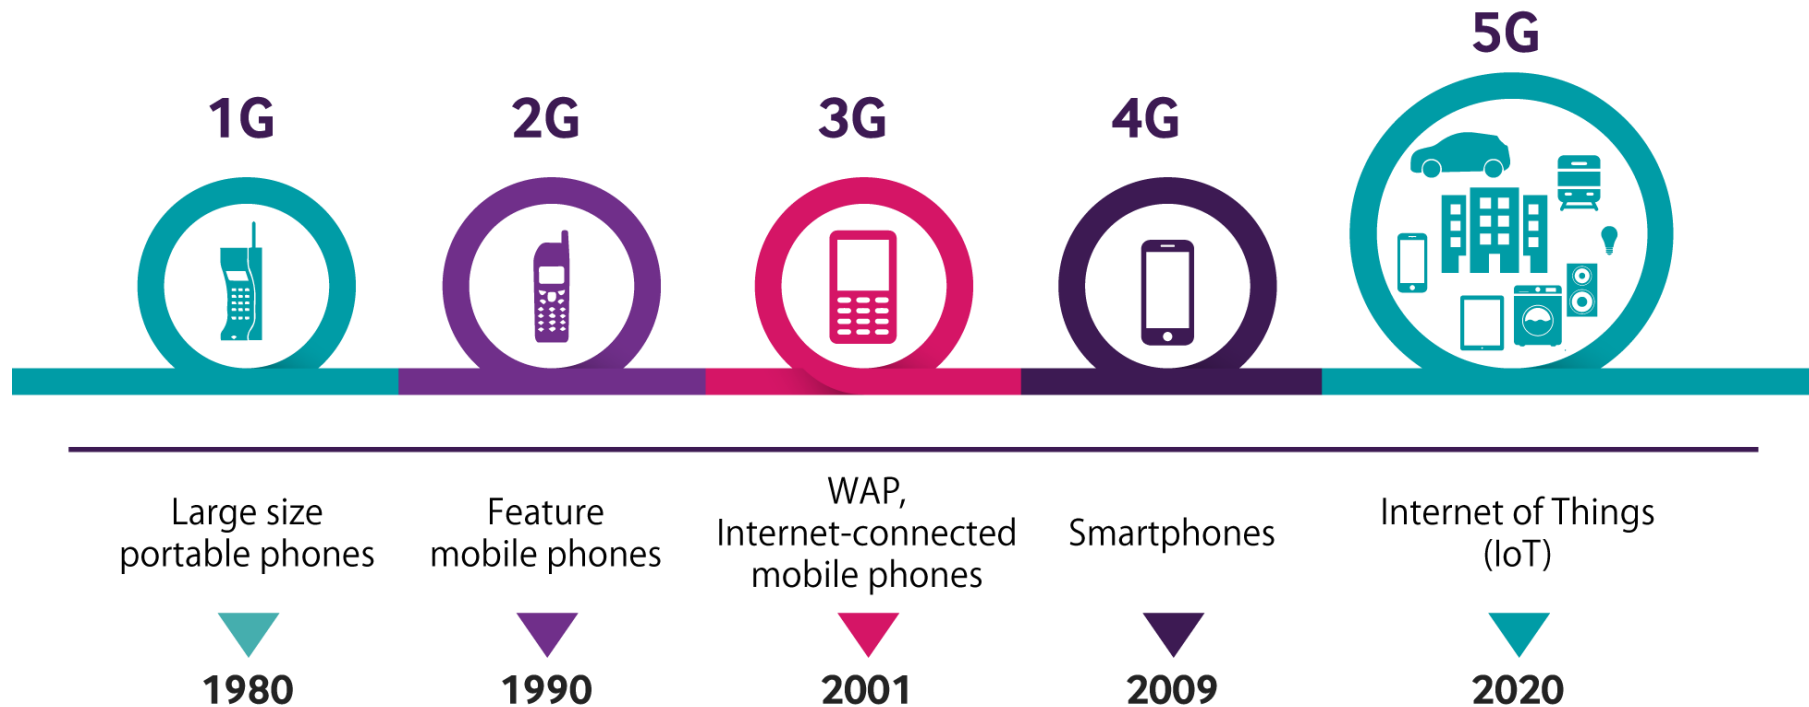 1G
2G
3G
4G
5G
Large size
portable phones
Feature
mobile phones
WAP,
Internet-connected
mobile phones
Smartphones
Internet of Things
(IoT)
1980
1990
2001
2009
2020